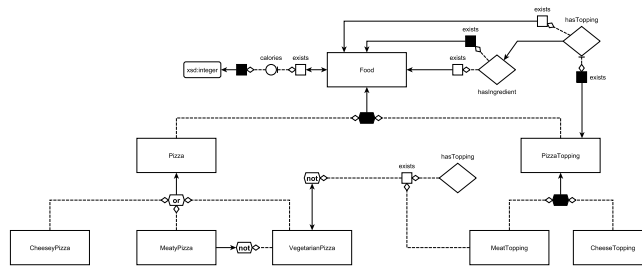 hasTopping
exists
exists
calories
exists
exists
exists
xsd:integer
Food
hasIngredient
Pizza
PizzaTopping
hasTopping
exists
not
or
CheeseyPizza
MeatyPizza
not
VegetarianPizza
MeatTopping
CheeseTopping